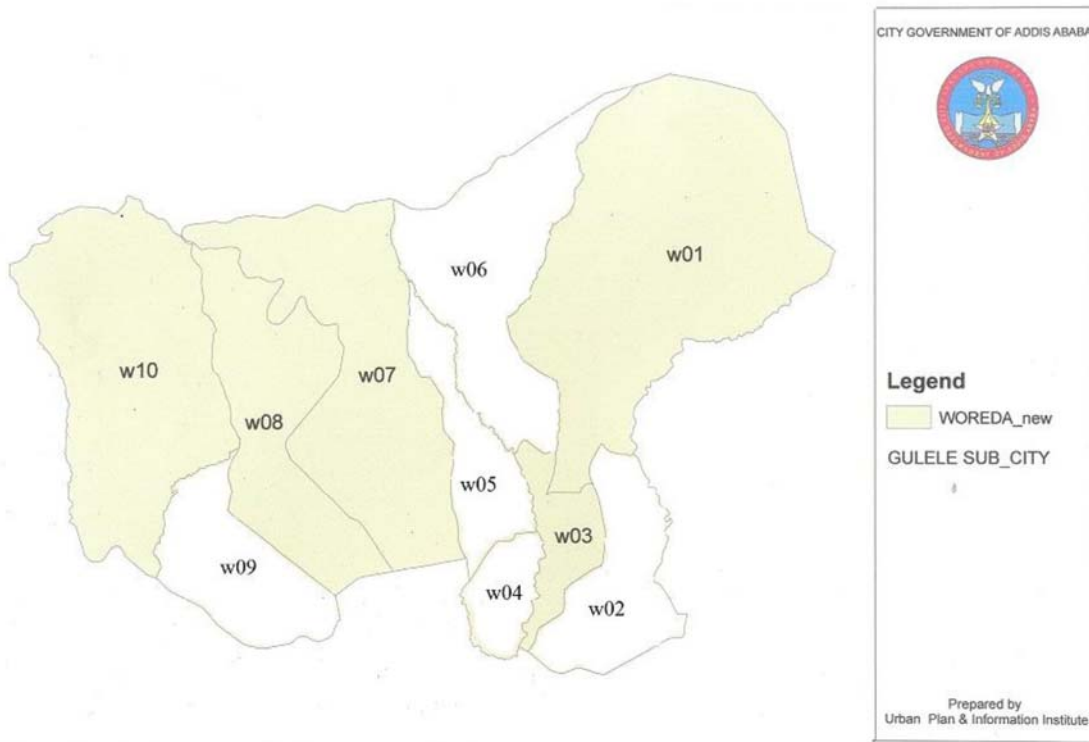 CITY GOVERNMENT OF ADDIS ABABA
w06
w01
w10
w07
w08
w05
w03
w09
w04
w02
Legend
WOREDA_new
GULELE SUB_CITY
Prepared by
Urban Plan & Information Institute